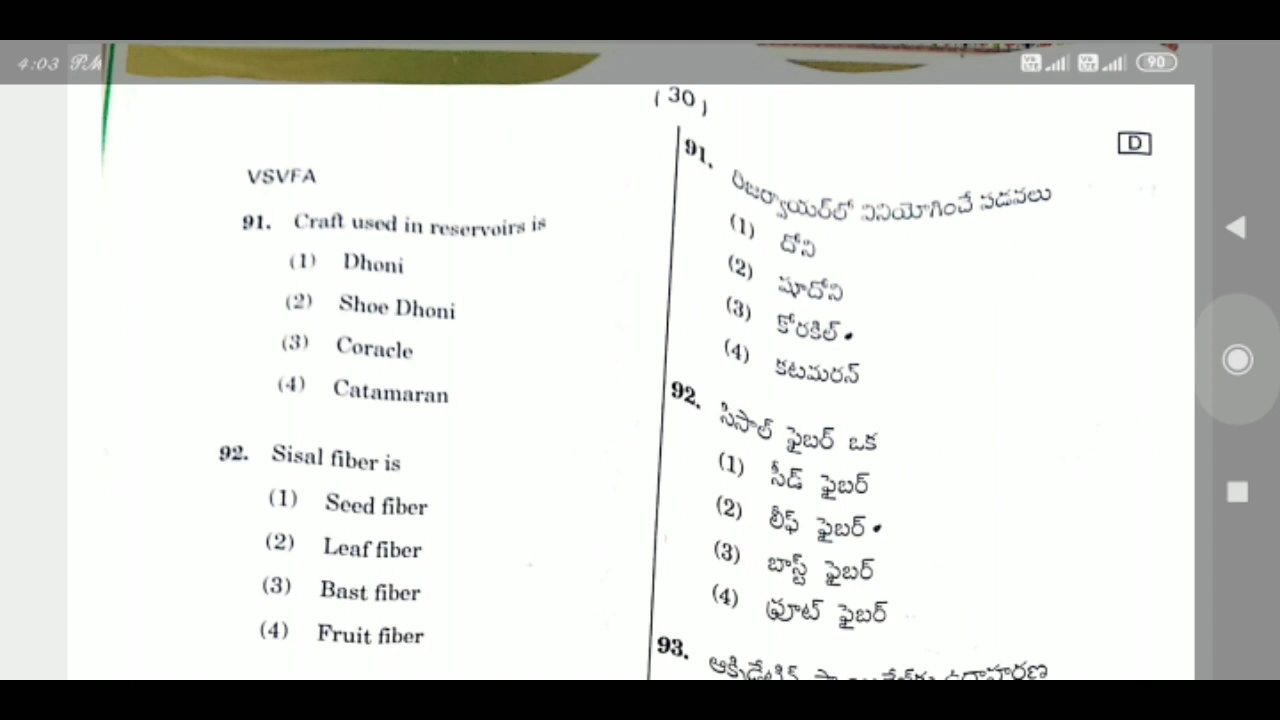 4:03 PM
90
( 30 )
D
VSVFA
91. Craft used in reservoirs is
(1) Dhoni
(2) Shoe Dhoni
(3) Coracle
(4) Catamaran
92. Sisal fiber is
(1) Seed fiber
(2) Leaf fiber
(3) Bast fiber
(4) Fruit fiber
91. రిజర్వాయర్‌లో వినియోగించే పడవలు
(1) దోని
(2) షూదోని
(3) కోరకిల్
(4) కటమరన్
92. సిసాల్ ఫైబర్ ఒక
(1) సీడ్ ఫైబర్
(2) లీఫ్ ఫైబర్
(3) బాస్ట్ ఫైబర్
(4) ఫ్రూట్ ఫైబర్
93.